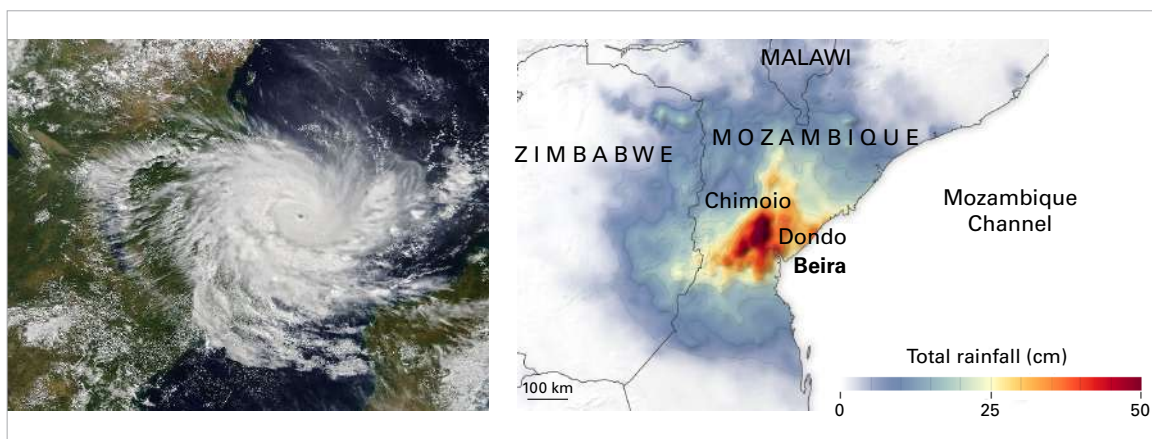 MALAWI
MOZAMBIQUE
ZIMBABWE
Chimoio
Mozambique
Channel
Dondo
Beira
Total rainfall (cm)
100 km
0 25 50